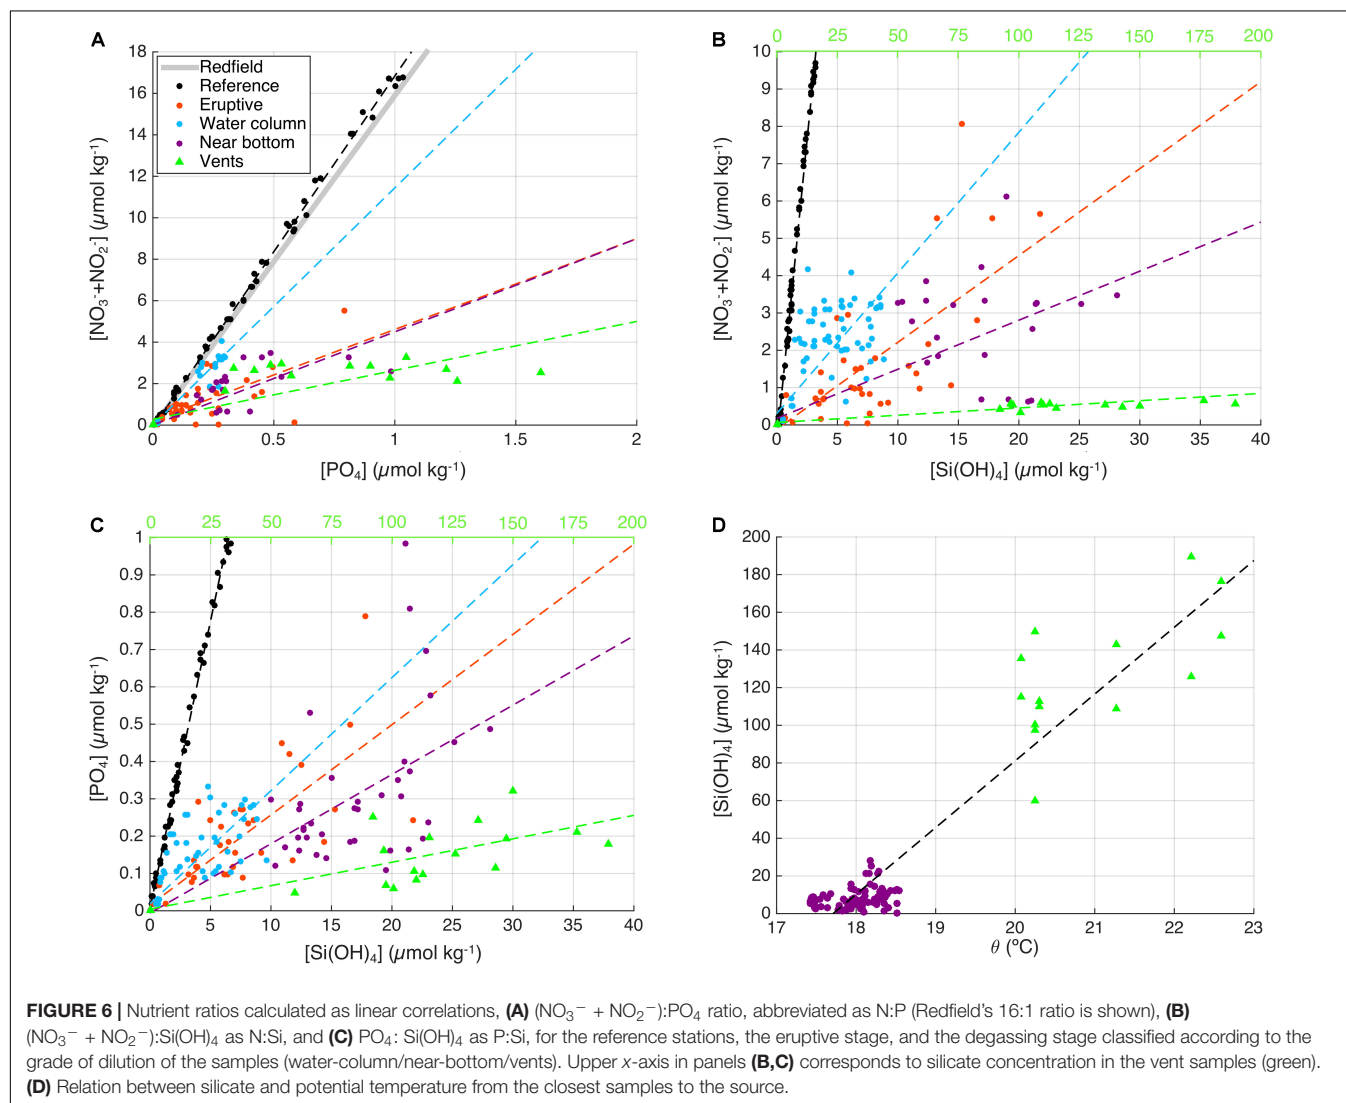 A
18
16
14
12
10
8
6
4
2
0
[NO3-+NO2-] (µmol kg-1)
Redfield
Reference
Eruptive
Water column
Near bottom
Vents
0
0.5
1
1.5
2
[PO4] (µmol kg-1)
B
0 25 50 75 100 125 150 175 200
10
9
8
7
6
5
4
3
2
1
0
[NO3-+NO2-] (µmol kg-1)
0 5 10 15 20 25 30 35 40
[Si(OH)4] (µmol kg-1)
C
0 25 50 75 100 125 150 175 200
1
0.9
0.8
0.7
0.6
0.5
0.4
0.3
0.2
0.1
0
[PO4] (µmol kg-1)
0 5 10 15 20 25 30 35 40
[Si(OH)4] (µmol kg-1)
D
200
180
160
140
120
100
80
60
40
20
0
[Si(OH)4] (µmol kg-1)
17 18 19 20 21 22 23
θ (ºC)
FIGURE 6 | Nutrient ratios calculated as linear correlations, (A) (NO3− + NO2−):PO4 ratio, abbreviated as N:P (Redfield's 16:1 ratio is shown), (B)
(NO3− + NO2−):Si(OH)4 as N:Si, and (C) PO4: Si(OH)4 as P:Si, for the reference stations, the eruptive stage, and the degassing stage classified according to the
grade of dilution of the samples (water-column/near-bottom/vents). Upper x-axis in panels (B,C) corresponds to silicate concentration in the vent samples (green).
(D) Relation between silicate and potential temperature from the closest samples to the source.